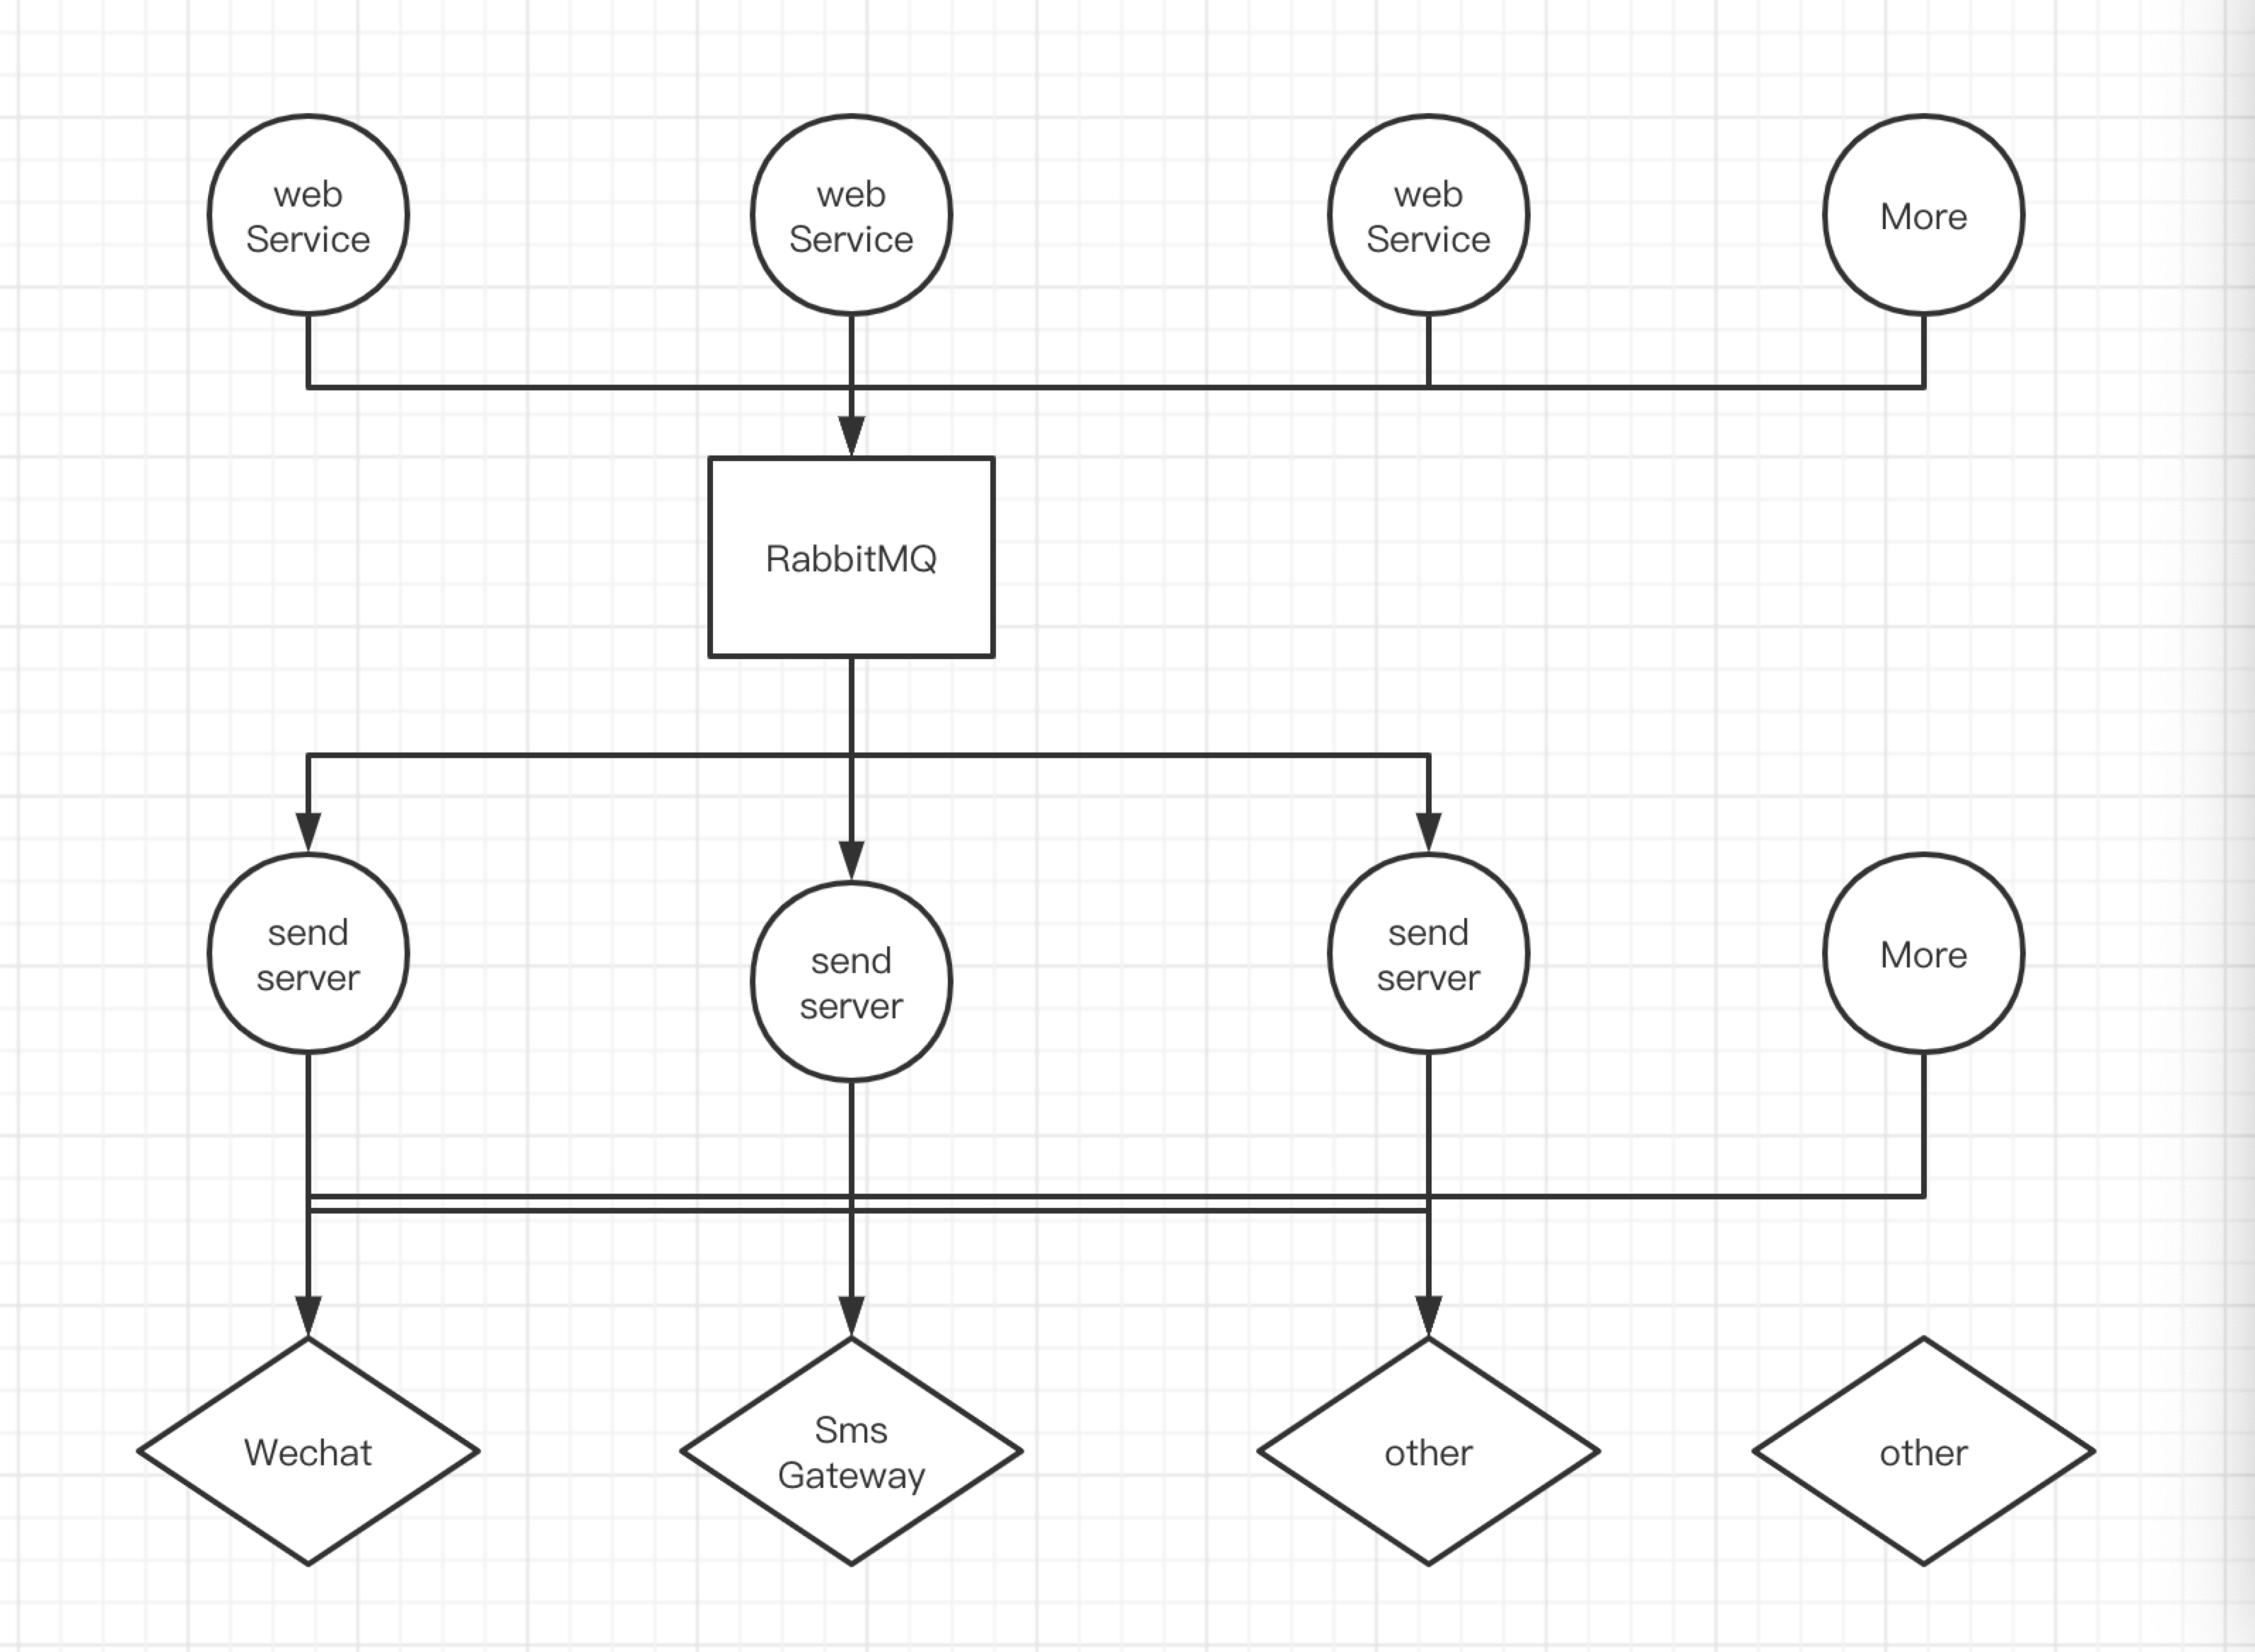 web
Service
web
Service
web
Service
More
RabbitMQ
send
server
send
server
send
server
More
Wechat
Sms
Gateway
other
other